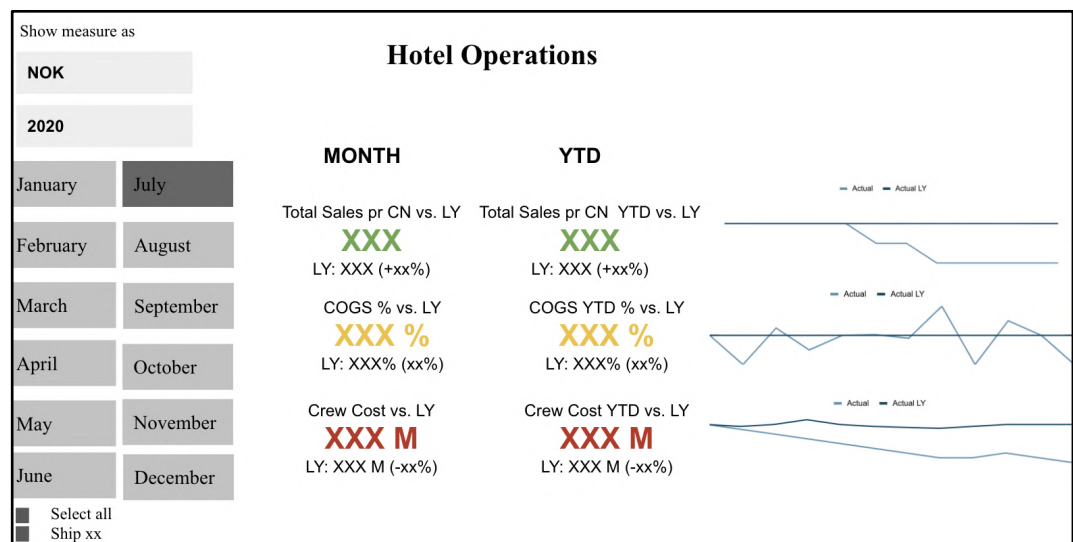 Show measure as
Hotel Operations
NOK
2020
January
July
February
August
March
September
April
October
May
November
June
December
Select all
Ship xx
MONTH
YTD
Total Sales pr CN vs. LY
XXX
LY: XXX (+xx%)
Total Sales pr CN YTD vs. LY
XXX
LY: XXX (+xx%)
Actual Actual LY
COGS % vs. LY
XXX %
LY: XXX% (xx%)
COGS YTD % vs. LY
XXX %
LY: XXX% (xx%)
Actual Actual LY
Crew Cost vs. LY
XXX M
LY: XXX M (-xx%)
Crew Cost YTD vs. LY
XXX M
LY: XXX M (-xx%)
Actual Actual LY